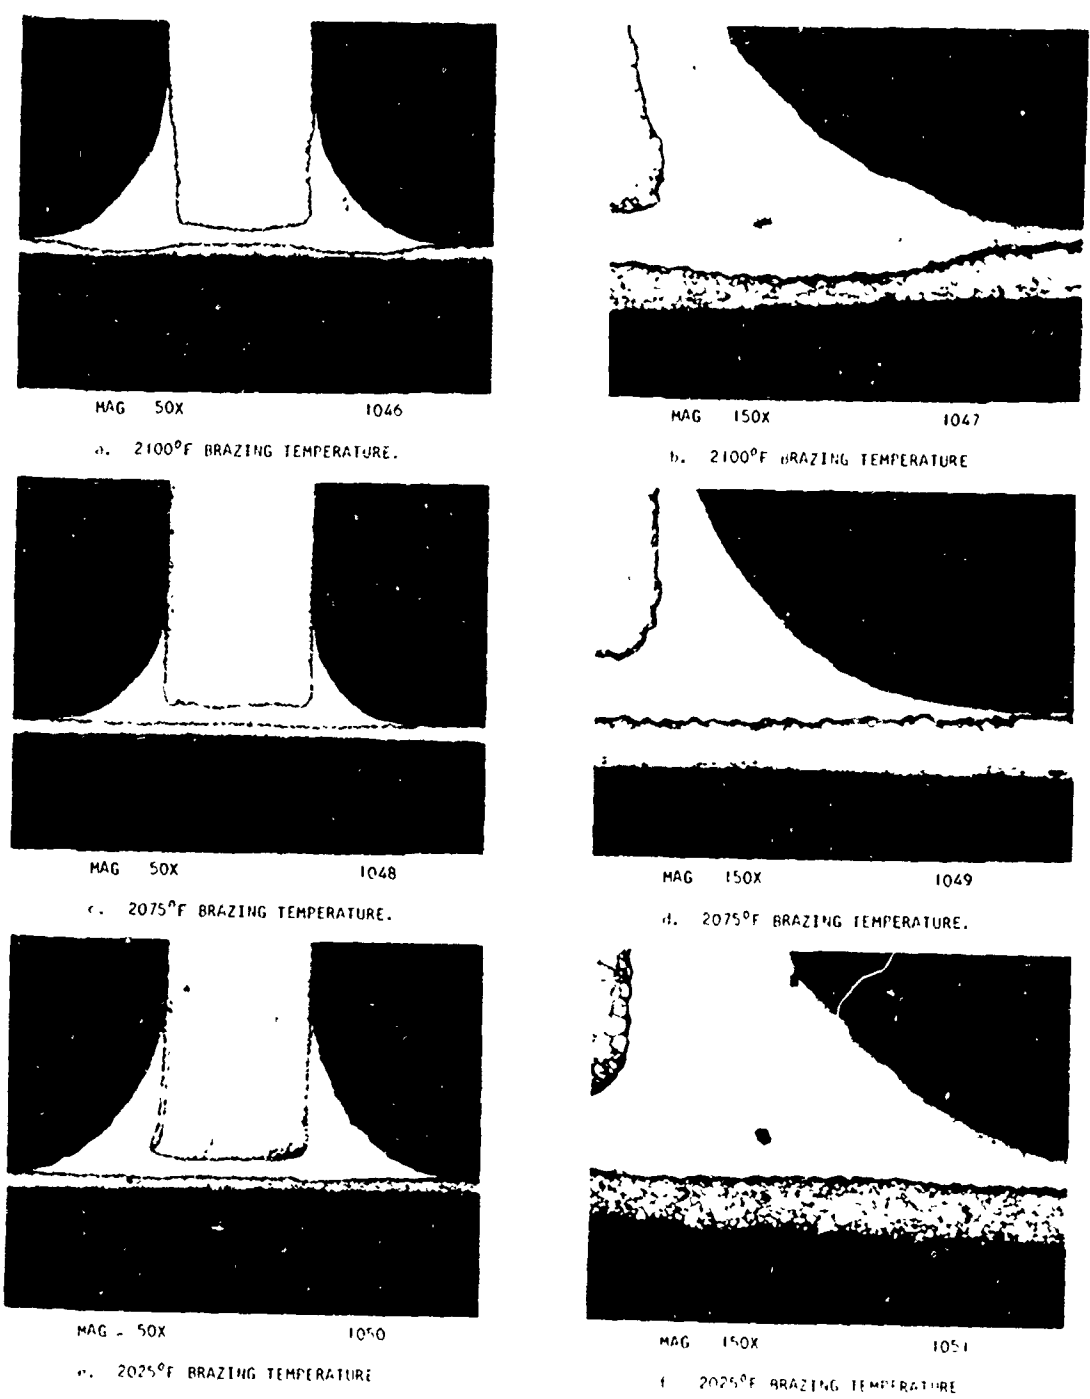 MAG 50X 1046
a. 2100°F BRAZING TEMPERATURE.
MAG 150X 1047
b. 2100°F BRAZING TEMPERATURE
MAG 50X 1048
c. 2075°F BRAZING TEMPERATURE.
MAG 150X 1049
d. 2075°F BRAZING TEMPERATURE.
MAG - 50X 1050
e. 2025°F BRAZING TEMPERATURE
MAG 150X 1051
f 2025°F BRAZING TEMPERATURE